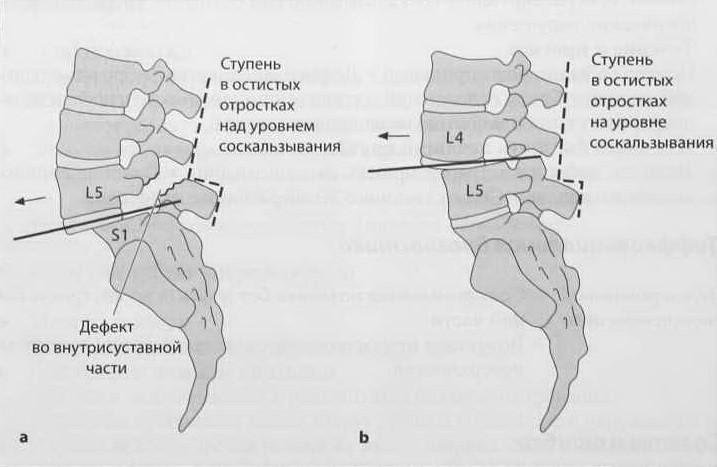 Ступень
в остистых
отростках
над уровнем
соскальзывания
L5
S1
Дефект
во внутрисуставной
части
a
Ступень
в остистых
отростках
на уровне
соскальзывания
L4
L5
b